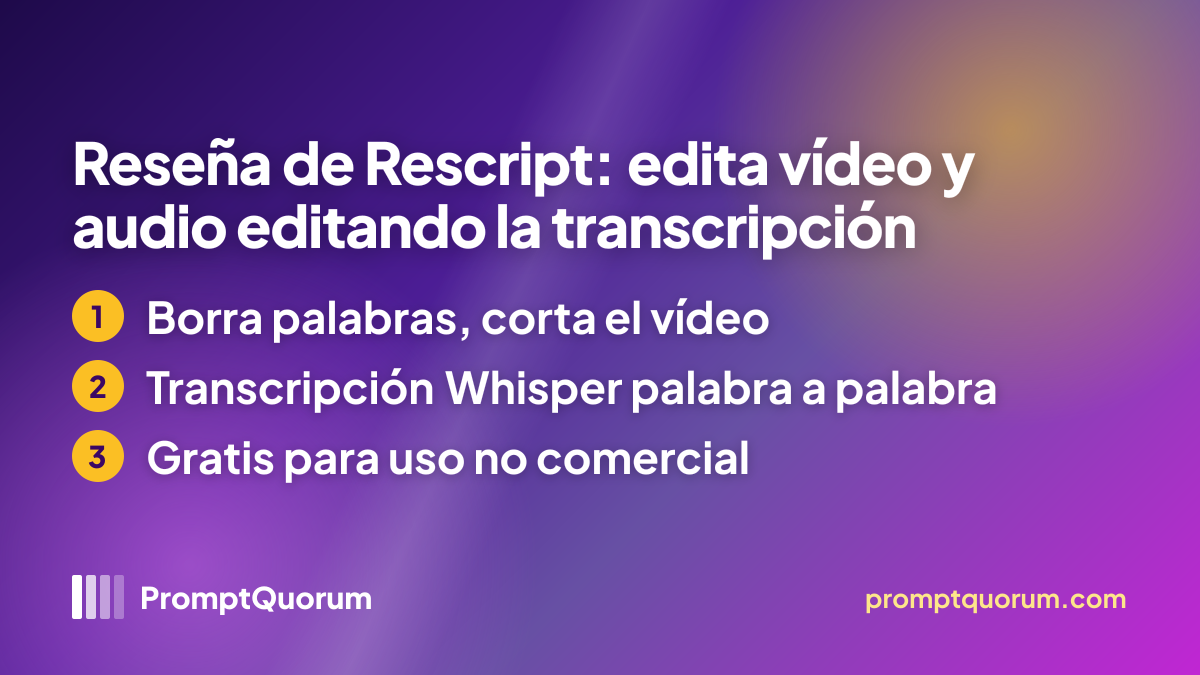 Reseña de Rescript: edita vídeo y
audio editando la transcripción
1 Borra palabras, corta el vídeo
2 Transcripción Whisper palabra a palabra
3 Gratis para uso no comercial
PromptQuorum
promptquorum.com